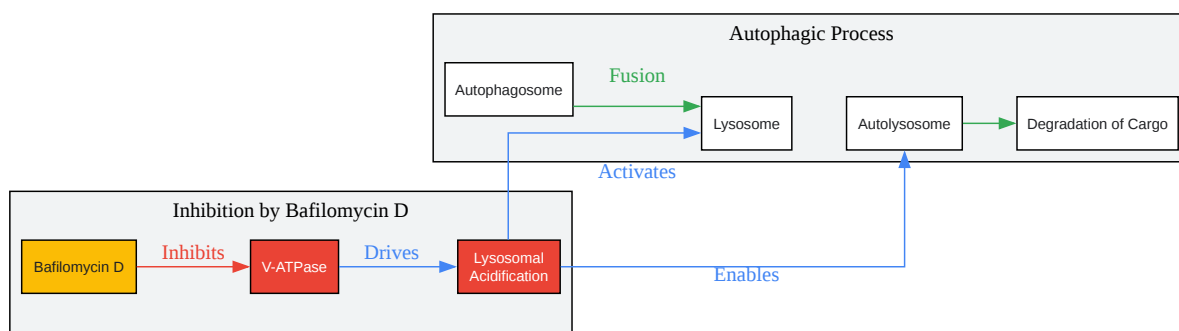 Autophagic Process
Autophagosome
Fusion
Lysosome
Autolysosome
Degradation of Cargo
Activates
Inhibition by Bafilomycin D
Bafilomycin D
Inhibits
V-ATPase
Drives
Lysosomal
Acidification
Enables